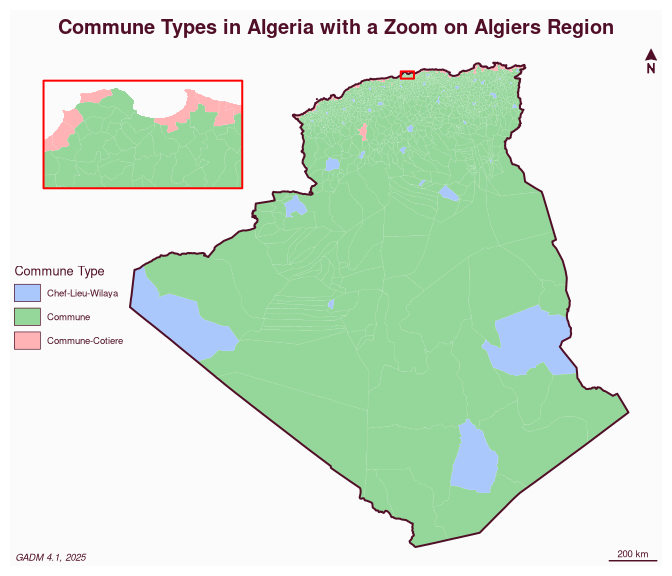 Commune Types in Algeria with a Zoom on Algiers Region
N
Commune Type
Chef-Lieu-Wilaya
Commune
Commune-Cotiere
GADM 4.1, 2025
200 km